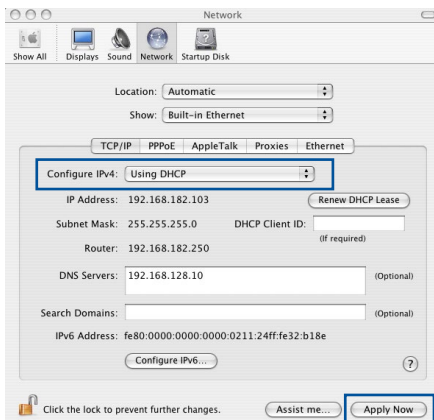 Network
Show All Displays Sound Network Startup Disk
Location: Automatic
Show: Built-in Ethernet
TCP/IP PPPoE AppleTalk Proxies Ethernet
Configure IPv4: Using DHCP
IP Address: 192.168.182.103 Renew DHCP Lease
Subnet Mask: 255.255.255.0 DHCP Client ID:
(If required)
Router: 192.168.182.250
DNS Servers: 192.168.128.10 (Optional)
Search Domains: (Optional)
IPv6 Address: fe80:0000:0000:0000:0211:24ff:fe32:b18e
Configure IPv6... ?
Click the lock to prevent further changes. Assist me... Apply Now